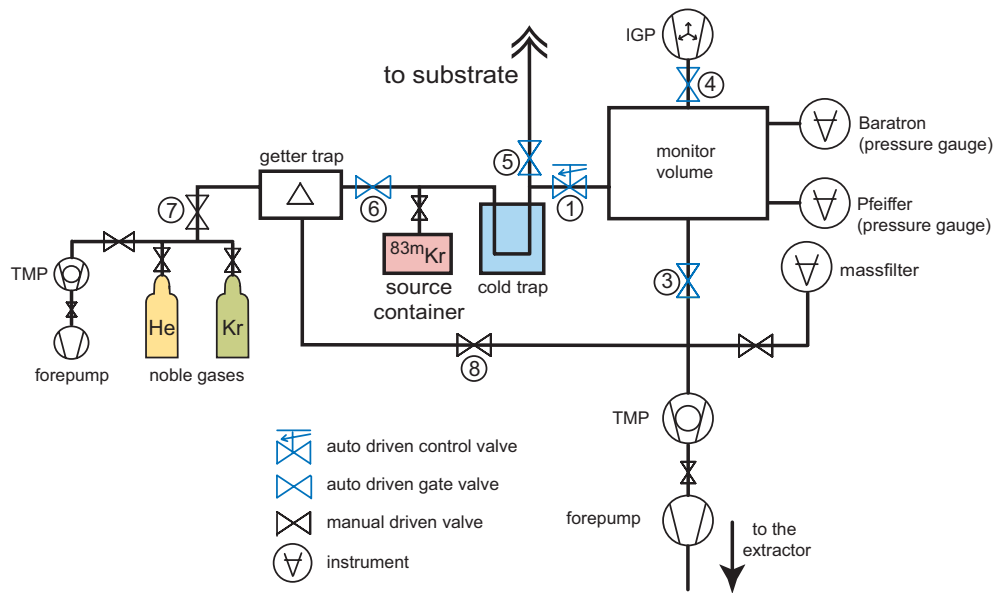 IGP
④
to substrate
Baratron
(pressure gauge)
monitor
volume
getter trap
⑤
⑦
⑥
①
Pfeiffer
(pressure gauge)
83mKr
source
container
cold trap
TMP
③
massfilter
He
Kr
forepump
noble gases
⑧
TMP
auto driven control valve
auto driven gate valve
manual driven valve
instrument
forepump
to the
extractor